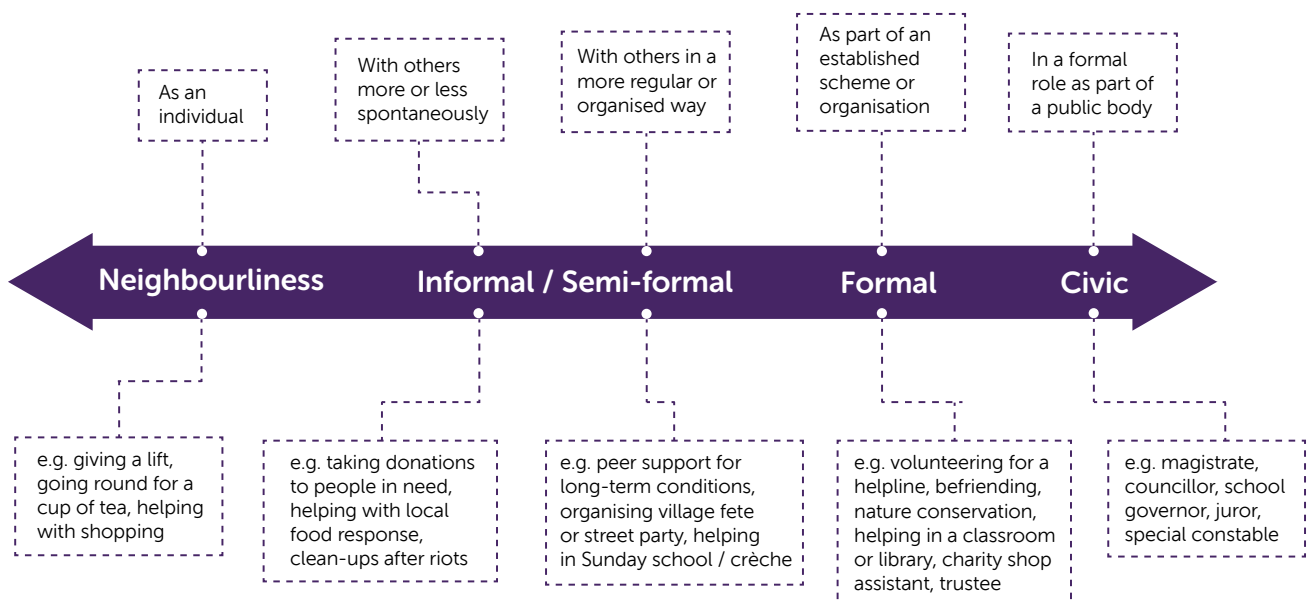 As an
individual
With others
more or less
spontaneously
With others in a
more regular or
organised way
As part of an
established
scheme or
organisation
In a formal
role as part of
a public body
Neighbourliness
Informal / Semi-formal
Formal
Civic
e.g. giving a lift,
going round for a
cup of tea, helping
with shopping
e.g. taking donations
to people in need,
helping with local
food response,
clean-ups after riots
e.g. peer support for
long-term conditions,
organising village fete
or street party, helping
in Sunday school / crèche
e.g. volunteering for a
helpline, befriending,
nature conservation,
helping in a classroom
or library, charity shop
assistant, trustee
e.g. magistrate,
councillor, school
governor, juror,
special constable